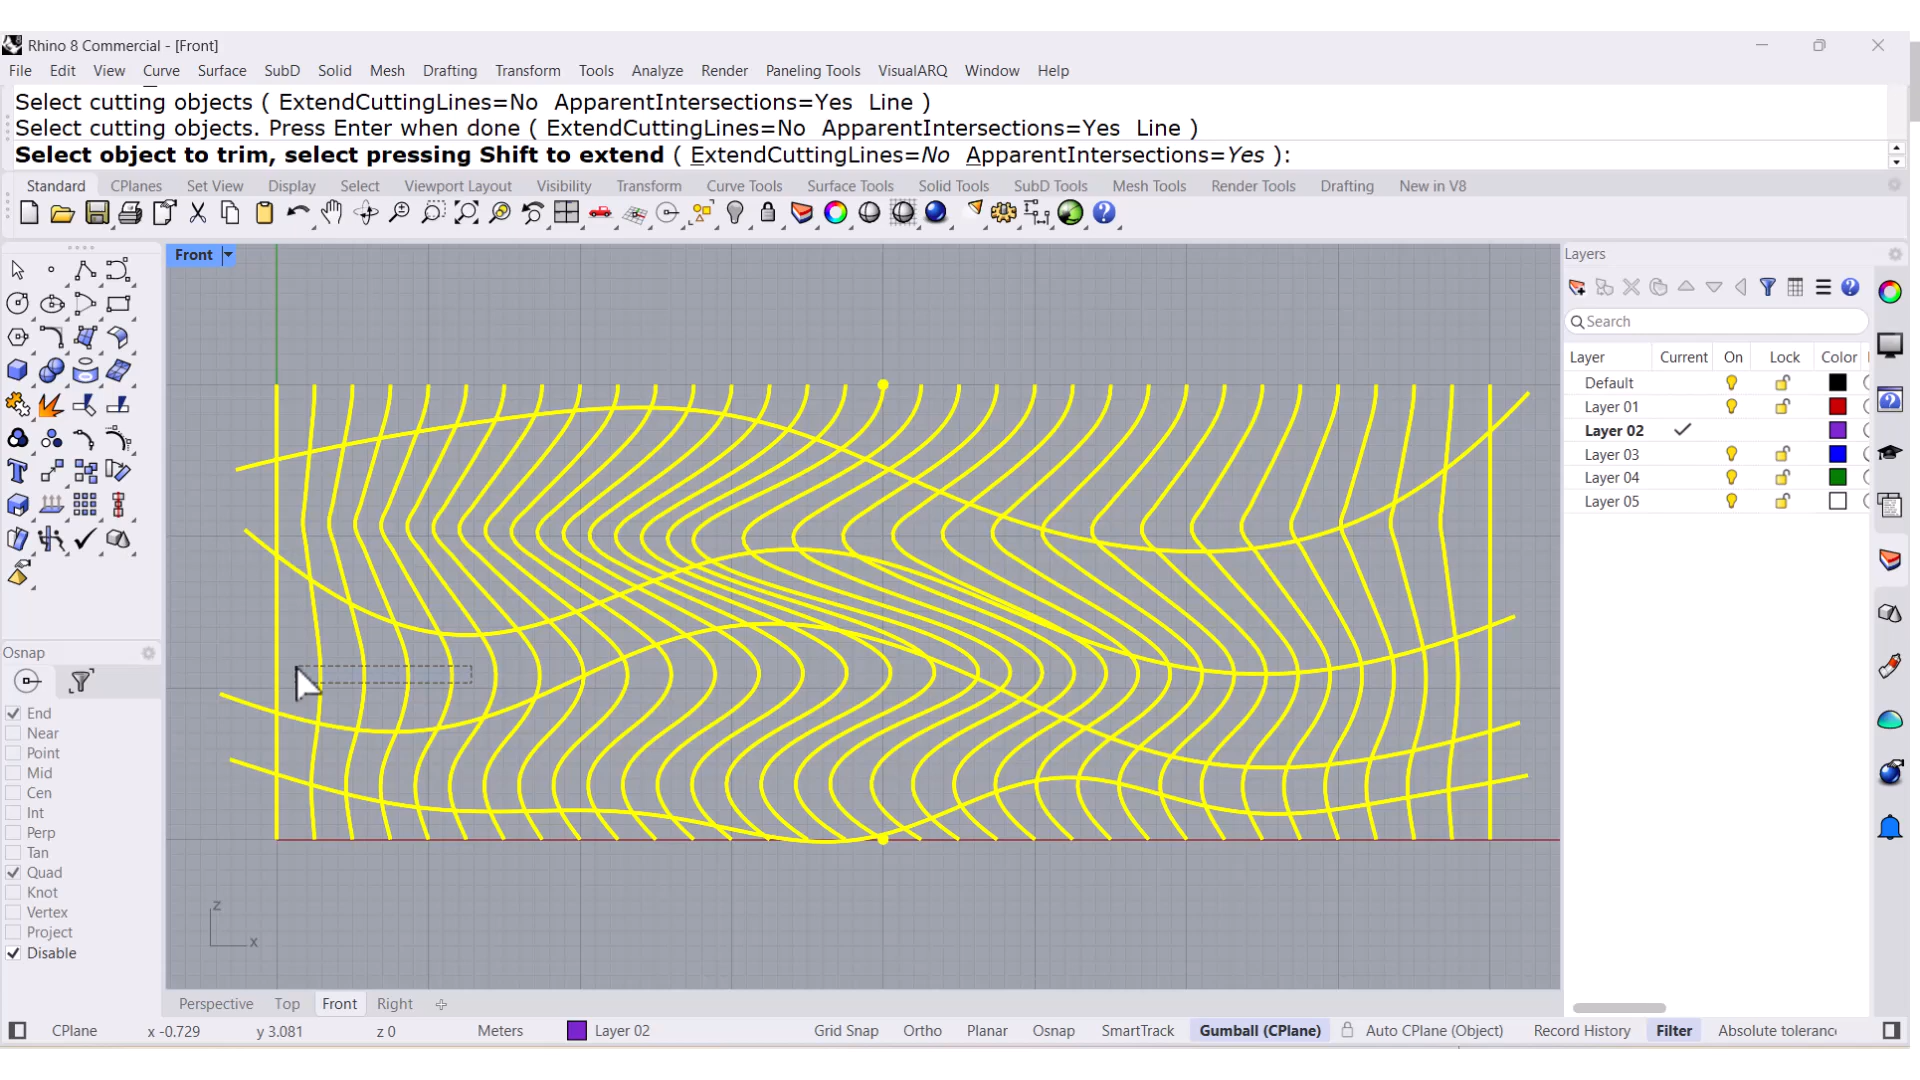 Rhino 8 Commercial - [Front]
File Edit View Curve Surface SubD Solid Mesh Drafting Transform Tools Analyze Render Paneling Tools VisualARQ Window Help
Select cutting objects ( ExtendCuttingLines=No ApparentIntersections=Yes Line )
Select cutting objects. Press Enter when done ( ExtendCuttingLines=No ApparentIntersections=Yes Line )
Select object to trim, select pressing Shift to extend ( ExtendCuttingLines=No ApparentIntersections=Yes ):
Standard CPlanes Set View Display Select Viewport Layout Visibility Transform Curve Tools Surface Tools Solid Tools SubD Tools Mesh Tools Render Tools Drafting New in V8
Front
Layers
Search
Layer Current On Lock Color
Default
Layer 01
Layer 02
Layer 03
Layer 04
Layer 05
Osnap
End
Near
Point
Mid
Cen
Int
Perp
Tan
Quad
Knot
Vertex
Project
Disable
z
x
Perspective Top Front Right
CPlane x -0.729 y 3.081 z 0 Meters Layer 02 Grid Snap Ortho Planar Osnap SmartTrack Gumball (CPlane) Auto CPlane (Object) Record History Filter Absolute toleranc